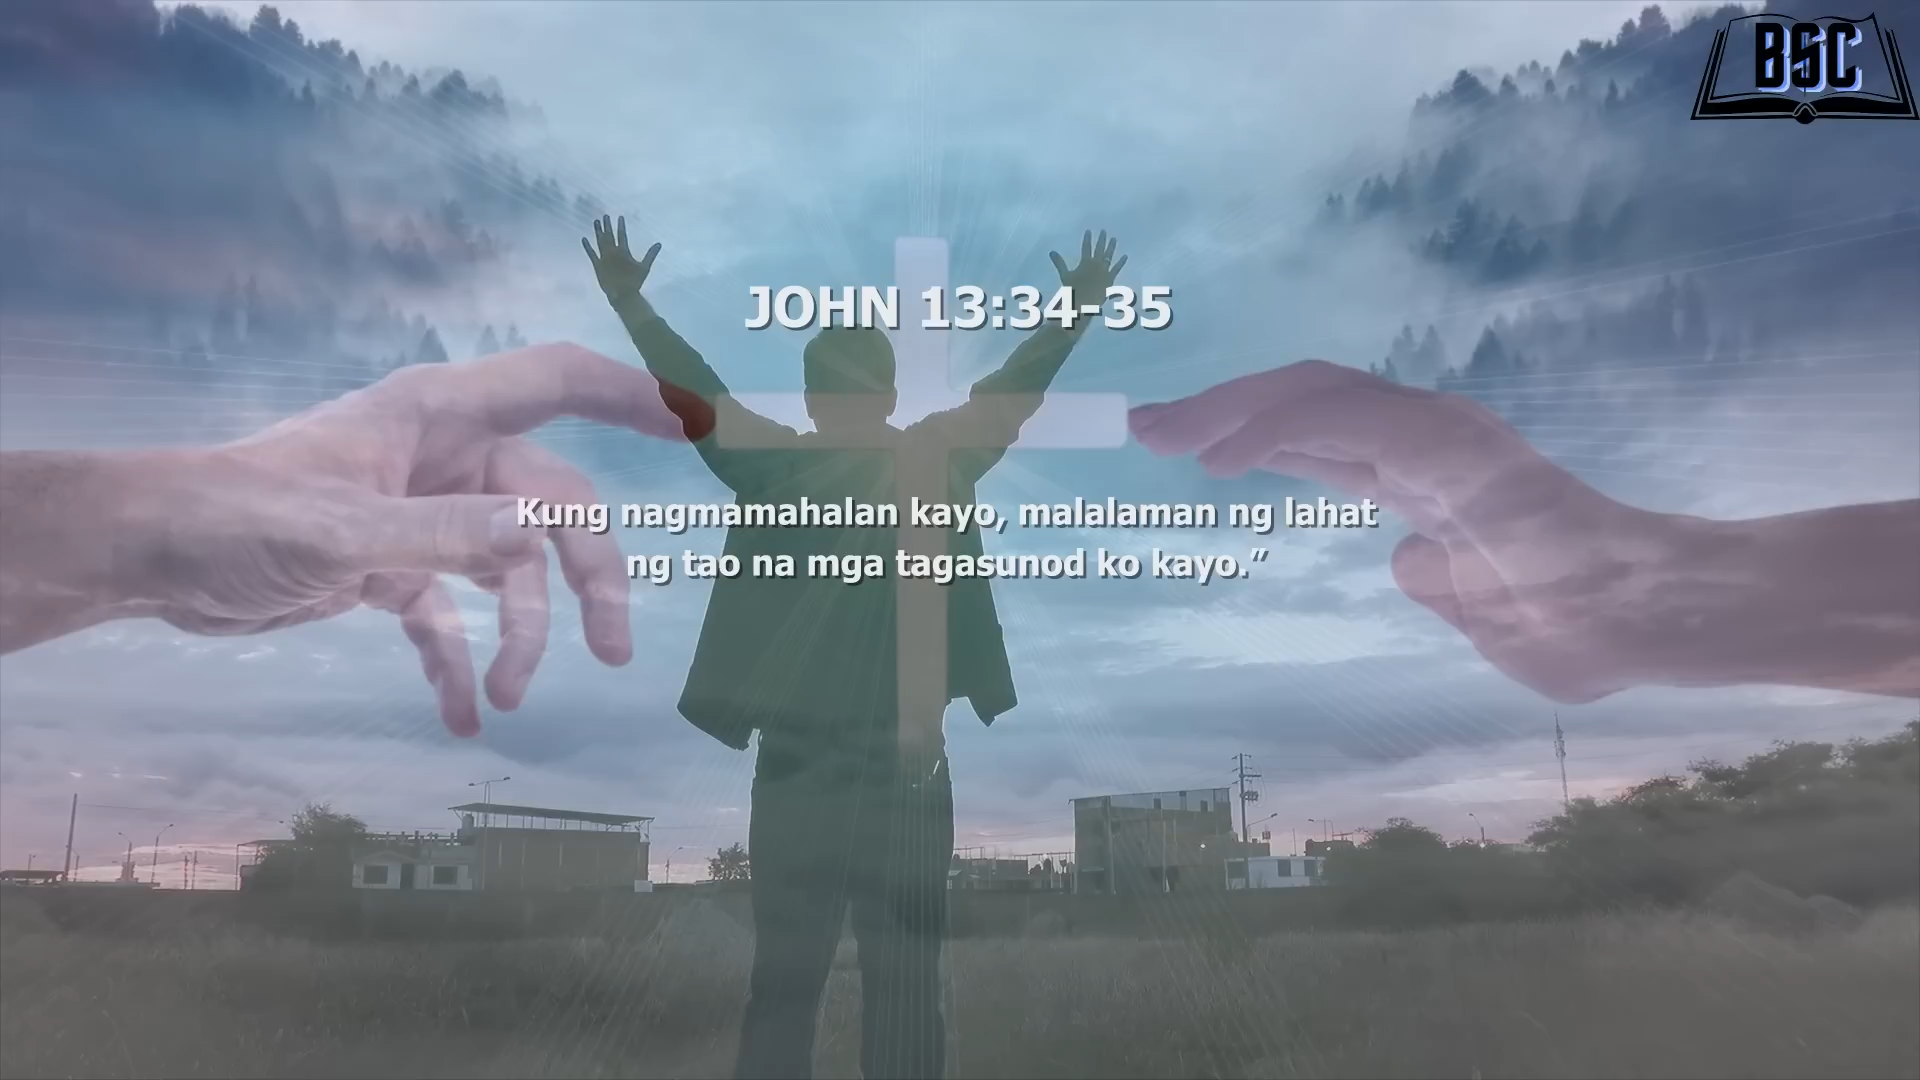 BSC
JOHN 13:34-35
Kung nagmamahalan kayo, malalaman ng lahat
ng tao na mga tagasunod ko kayo.”